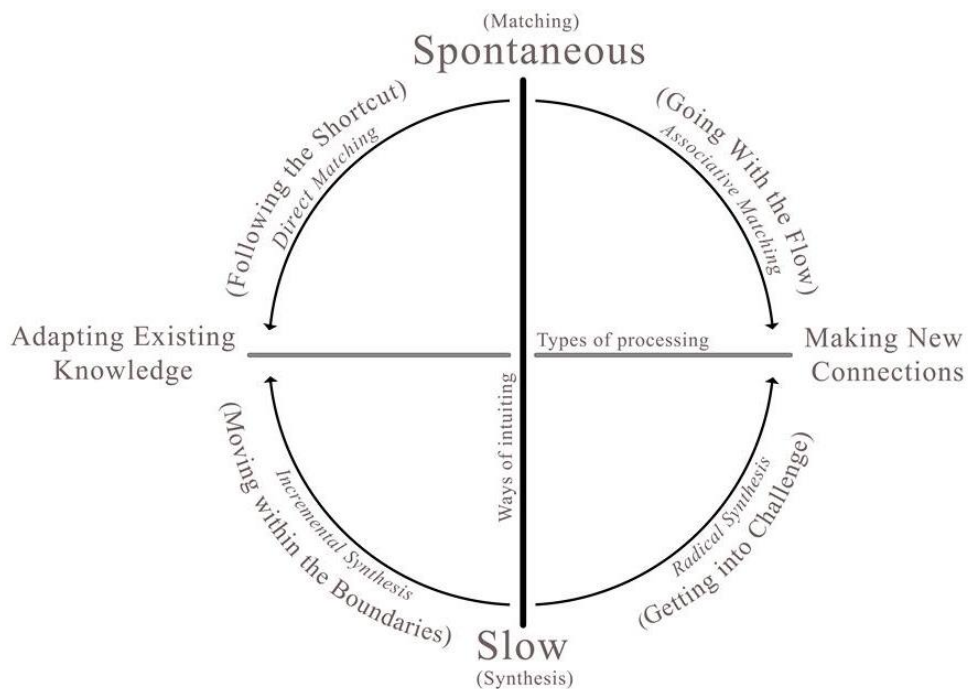 (Matching)
Spontaneous
(Following the Shortcut)
Direct Matching
(Going With the Flow)
Associative Matching
Adapting Existing
Knowledge
Types of processing
Making New
Connections
Ways of intuiting
(Moving within the Boundaries)
Incremental Synthesis
Radical Synthesis
(Getting into Challenge)
Slow
(Synthesis)